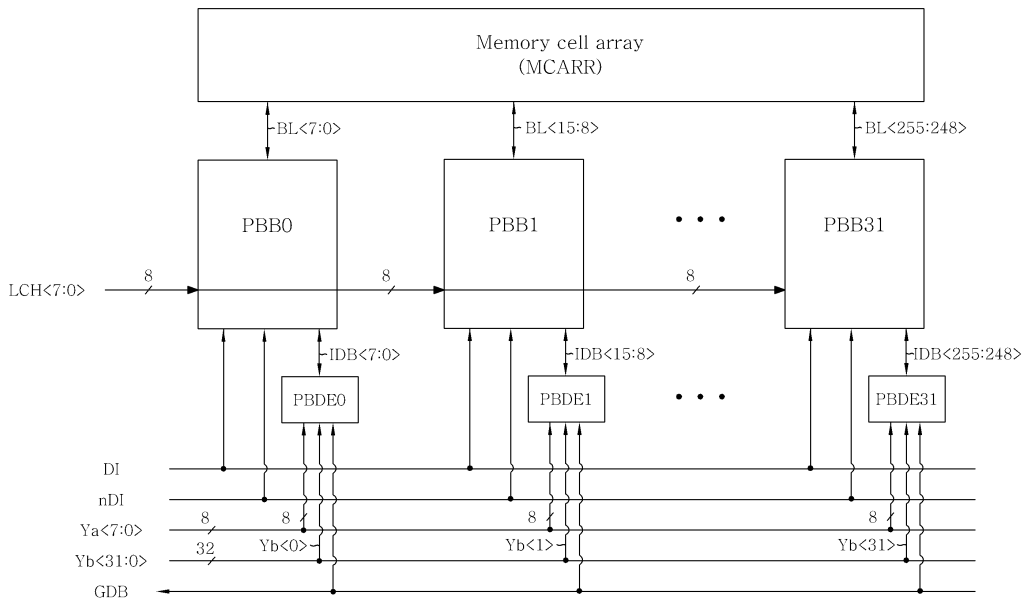 Memory cell array
(MCARR)
BL<7:0>
BL<15:8>
BL<255:248>
PBB0
PBB1
PBB31
• • •
LCH<7:0>
8
8
8
IDB<7:0>
IDB<15:8>
IDB<255:248>
PBDE0
PBDE1
PBDE31
• • •
DI
nDI
Ya<7:0>
8
8
8
8
Yb<31:0>
32
Yb<0>
Yb<1>
Yb<31>
GDB